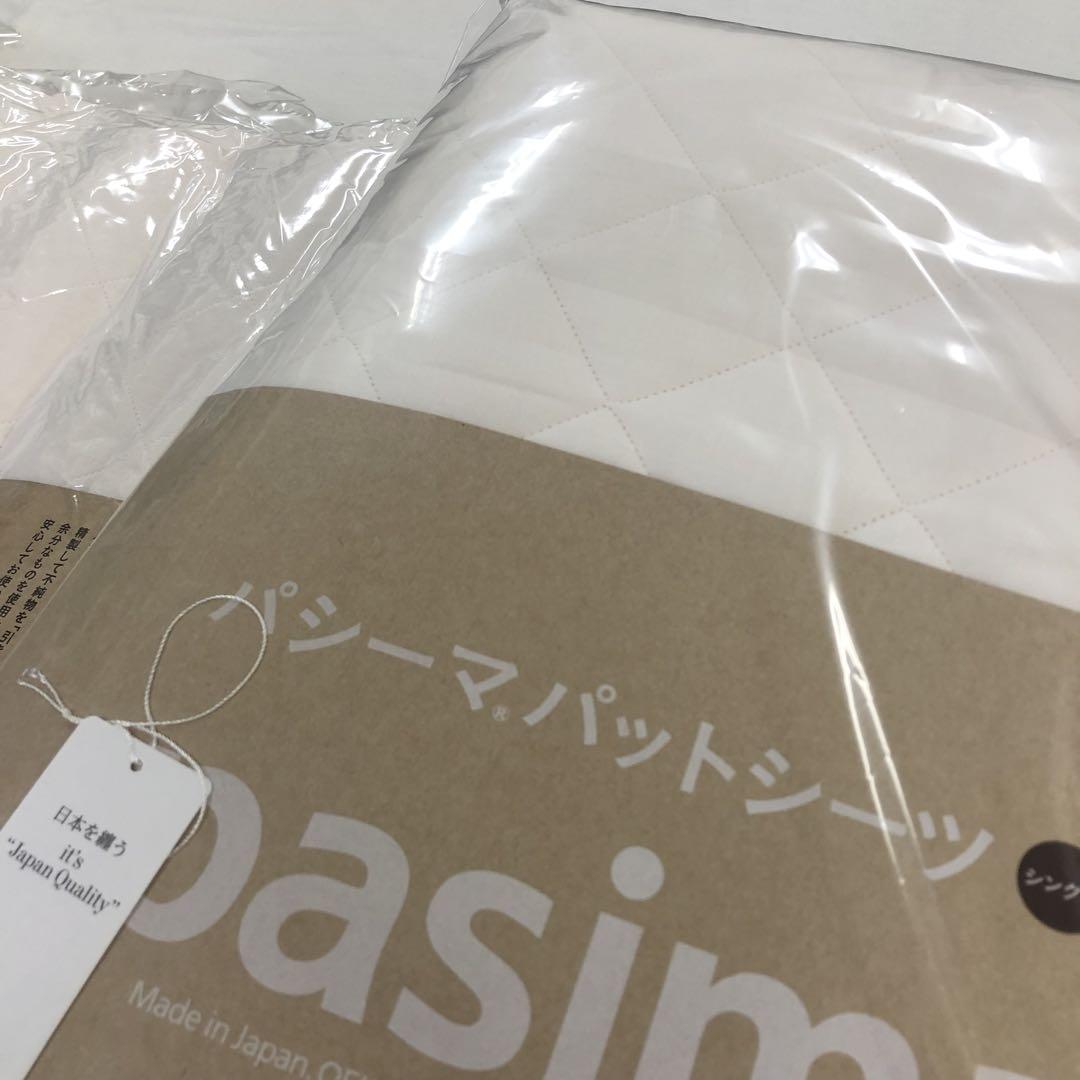 精製して不純物を
余分なものを使用
安心してお使
パシーマ®パットシーツ
シング
pasim
Made in Japan. OE
日本を纏う
it's
"Japan Quality"